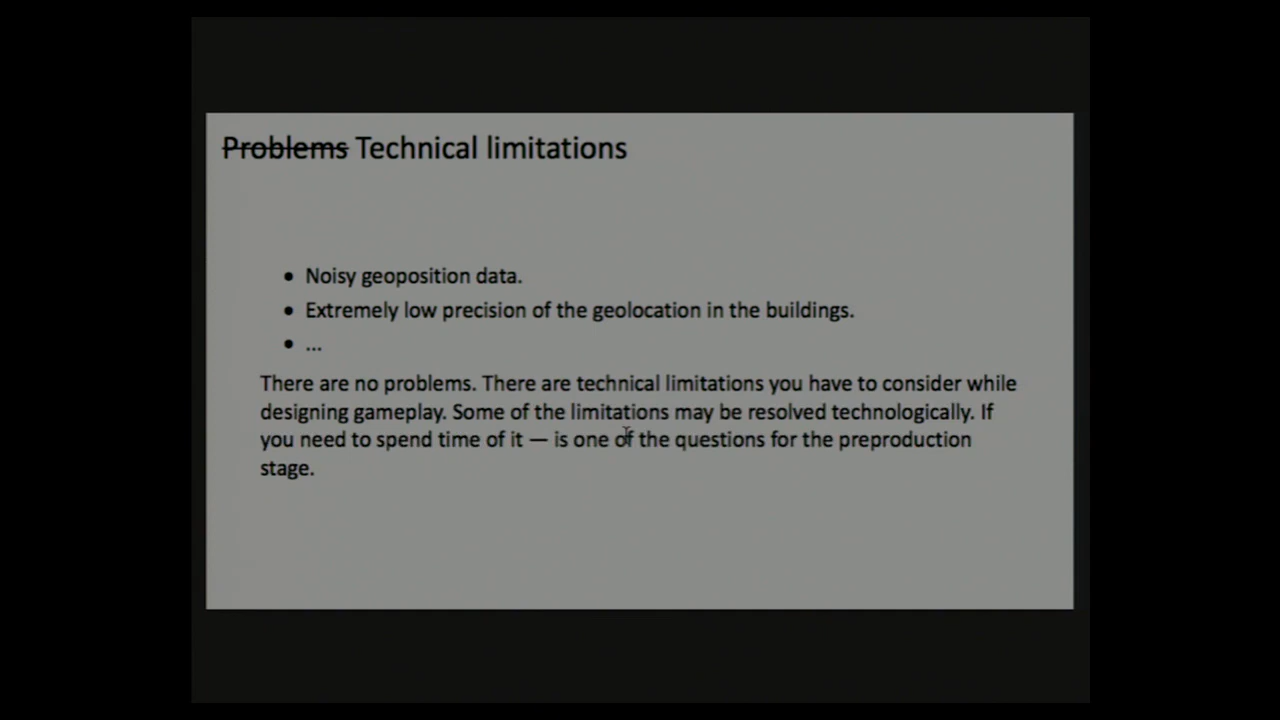 Problems Technical limitations
• Noisy geoposition data.
• Extremely low precision of the geolocation in the buildings.
• ...
There are no problems. There are technical limitations you have to consider while
designing gameplay. Some of the limitations may be resolved technologically. If
you need to spend time of it — is one of the questions for the preproduction
stage.